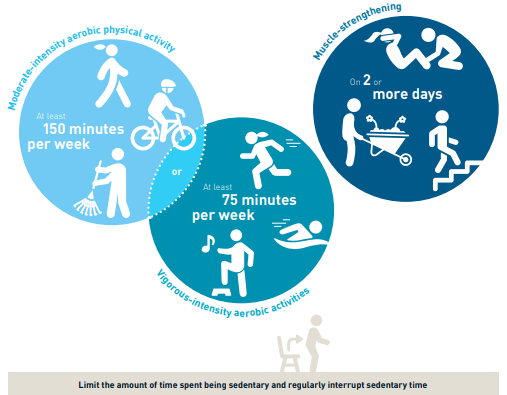 Moderate-intensity aerobic physical activity
At least
150 minutes
per week
or
At least
75 minutes
per week
Vigorous-intensity aerobic activities
Muscle-strengthening
On 2 or
more days
Limit the amount of time spent being sedentary and regularly interrupt sedentary time